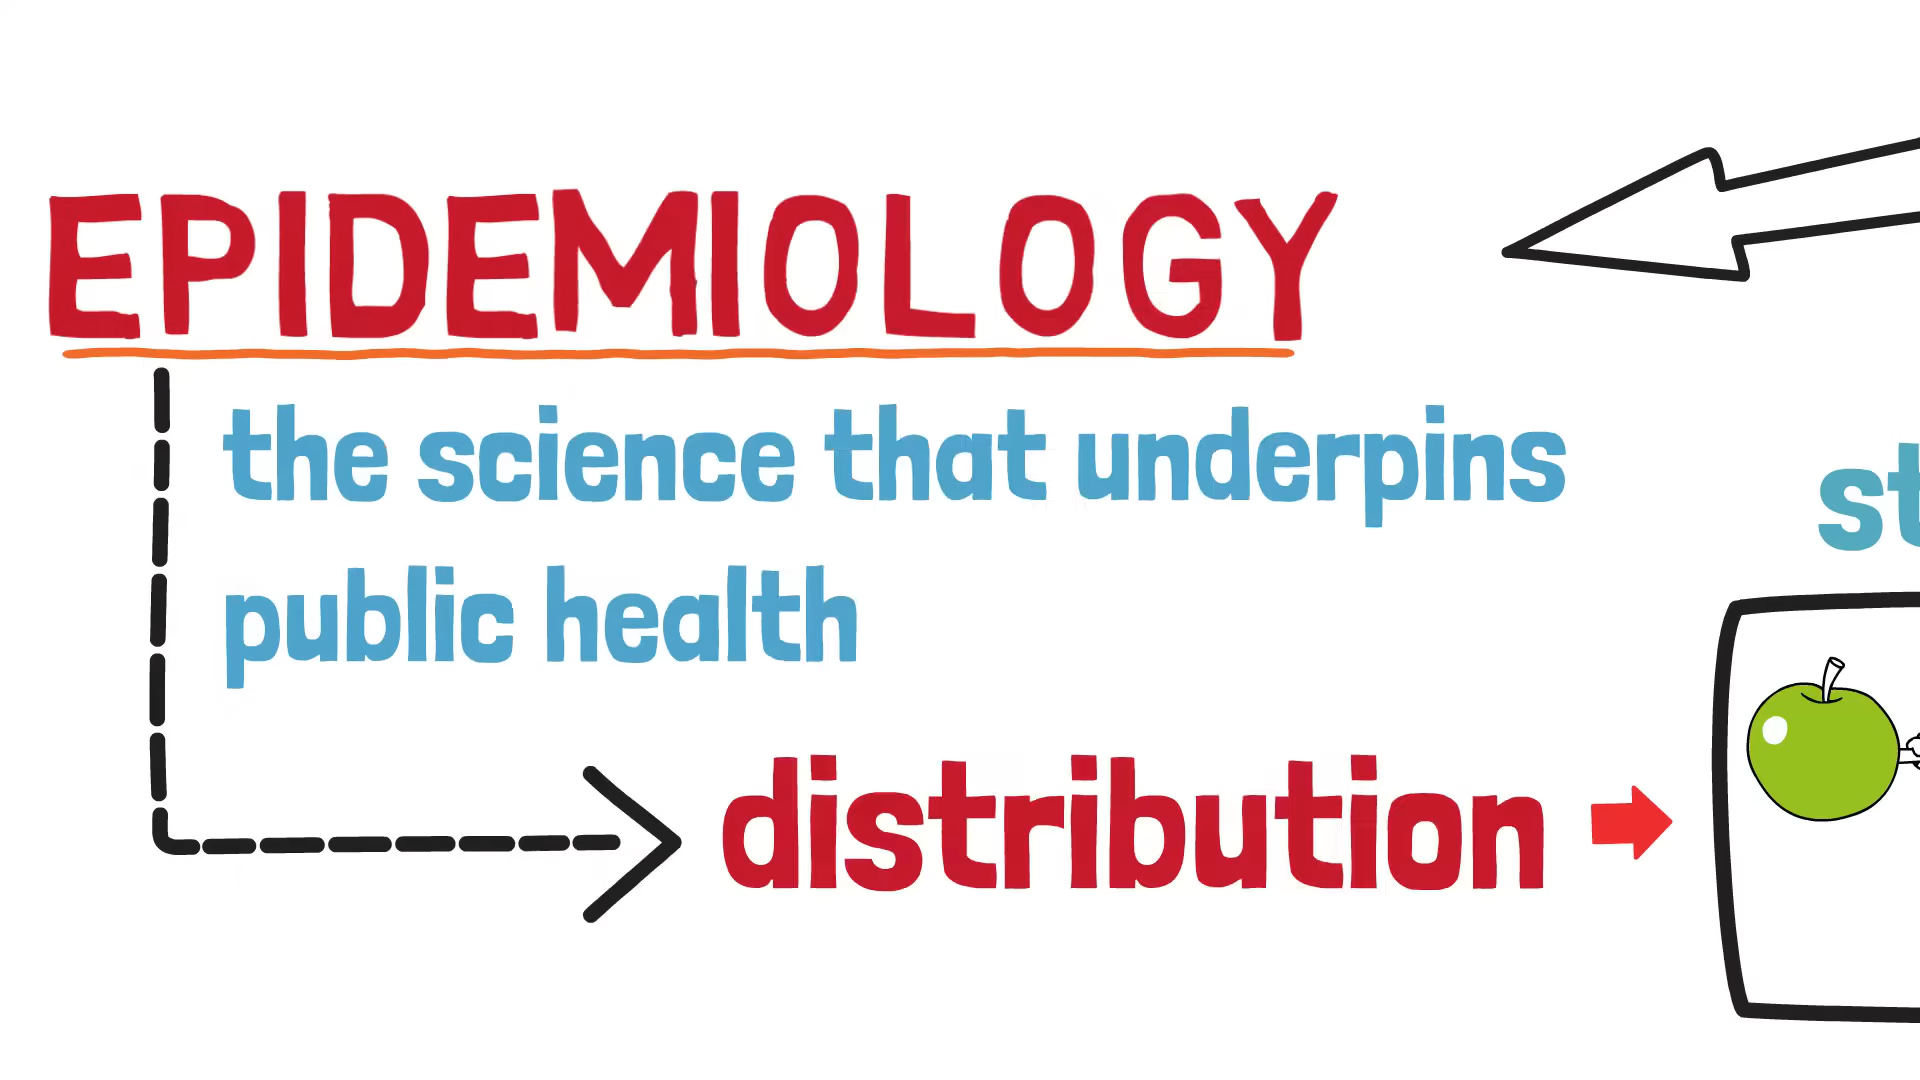 EPIDEMIOLOGY
the science that underpins
public health
distribution